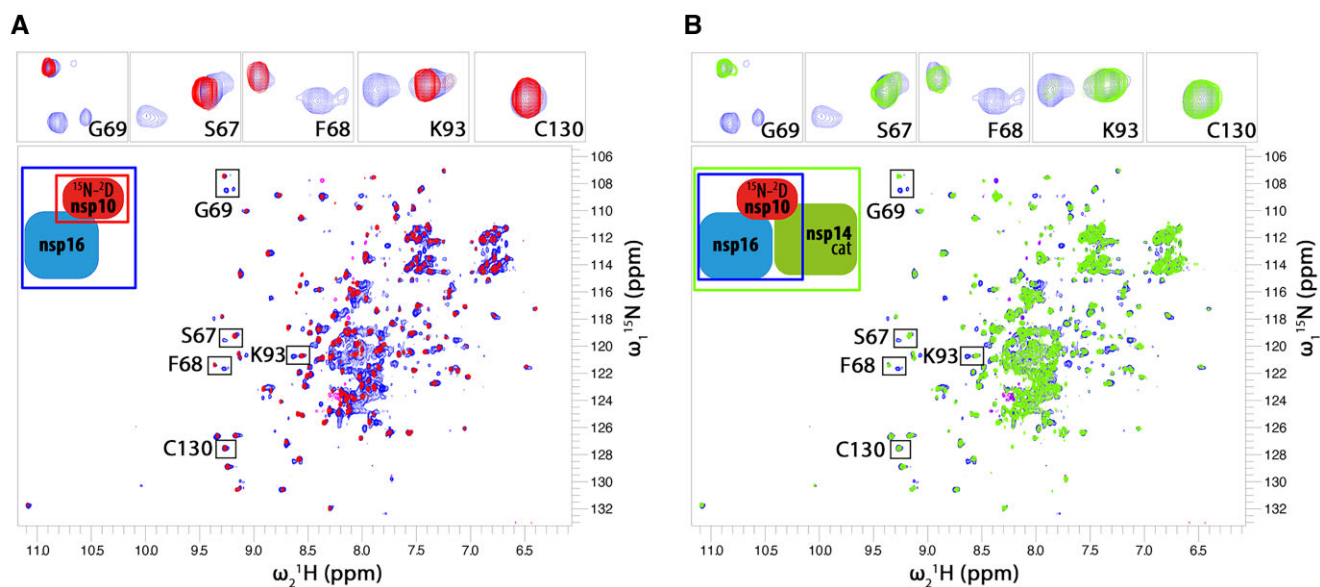 A
G69
S67
F68
K93
C130
15N-2D
nsp10
nsp16
G69
S67
F68
K93
C130
106
108
110
112
114
116
118
120
122
124
126
128
130
132
ω1 15N (ppm)
11.0 10.5 10.0 9.5 9.0 8.5 8.0 7.5 7.0 6.5
ω2 1H (ppm)
B
G69
S67
F68
K93
C130
15N-2D
nsp10
nsp16
nsp14
cat
G69
S67
F68
K93
C130
106
108
110
112
114
116
118
120
122
124
126
128
130
132
ω1 15N (ppm)
11.0 10.5 10.0 9.5 9.0 8.5 8.0 7.5 7.0 6.5
ω2 1H (ppm)